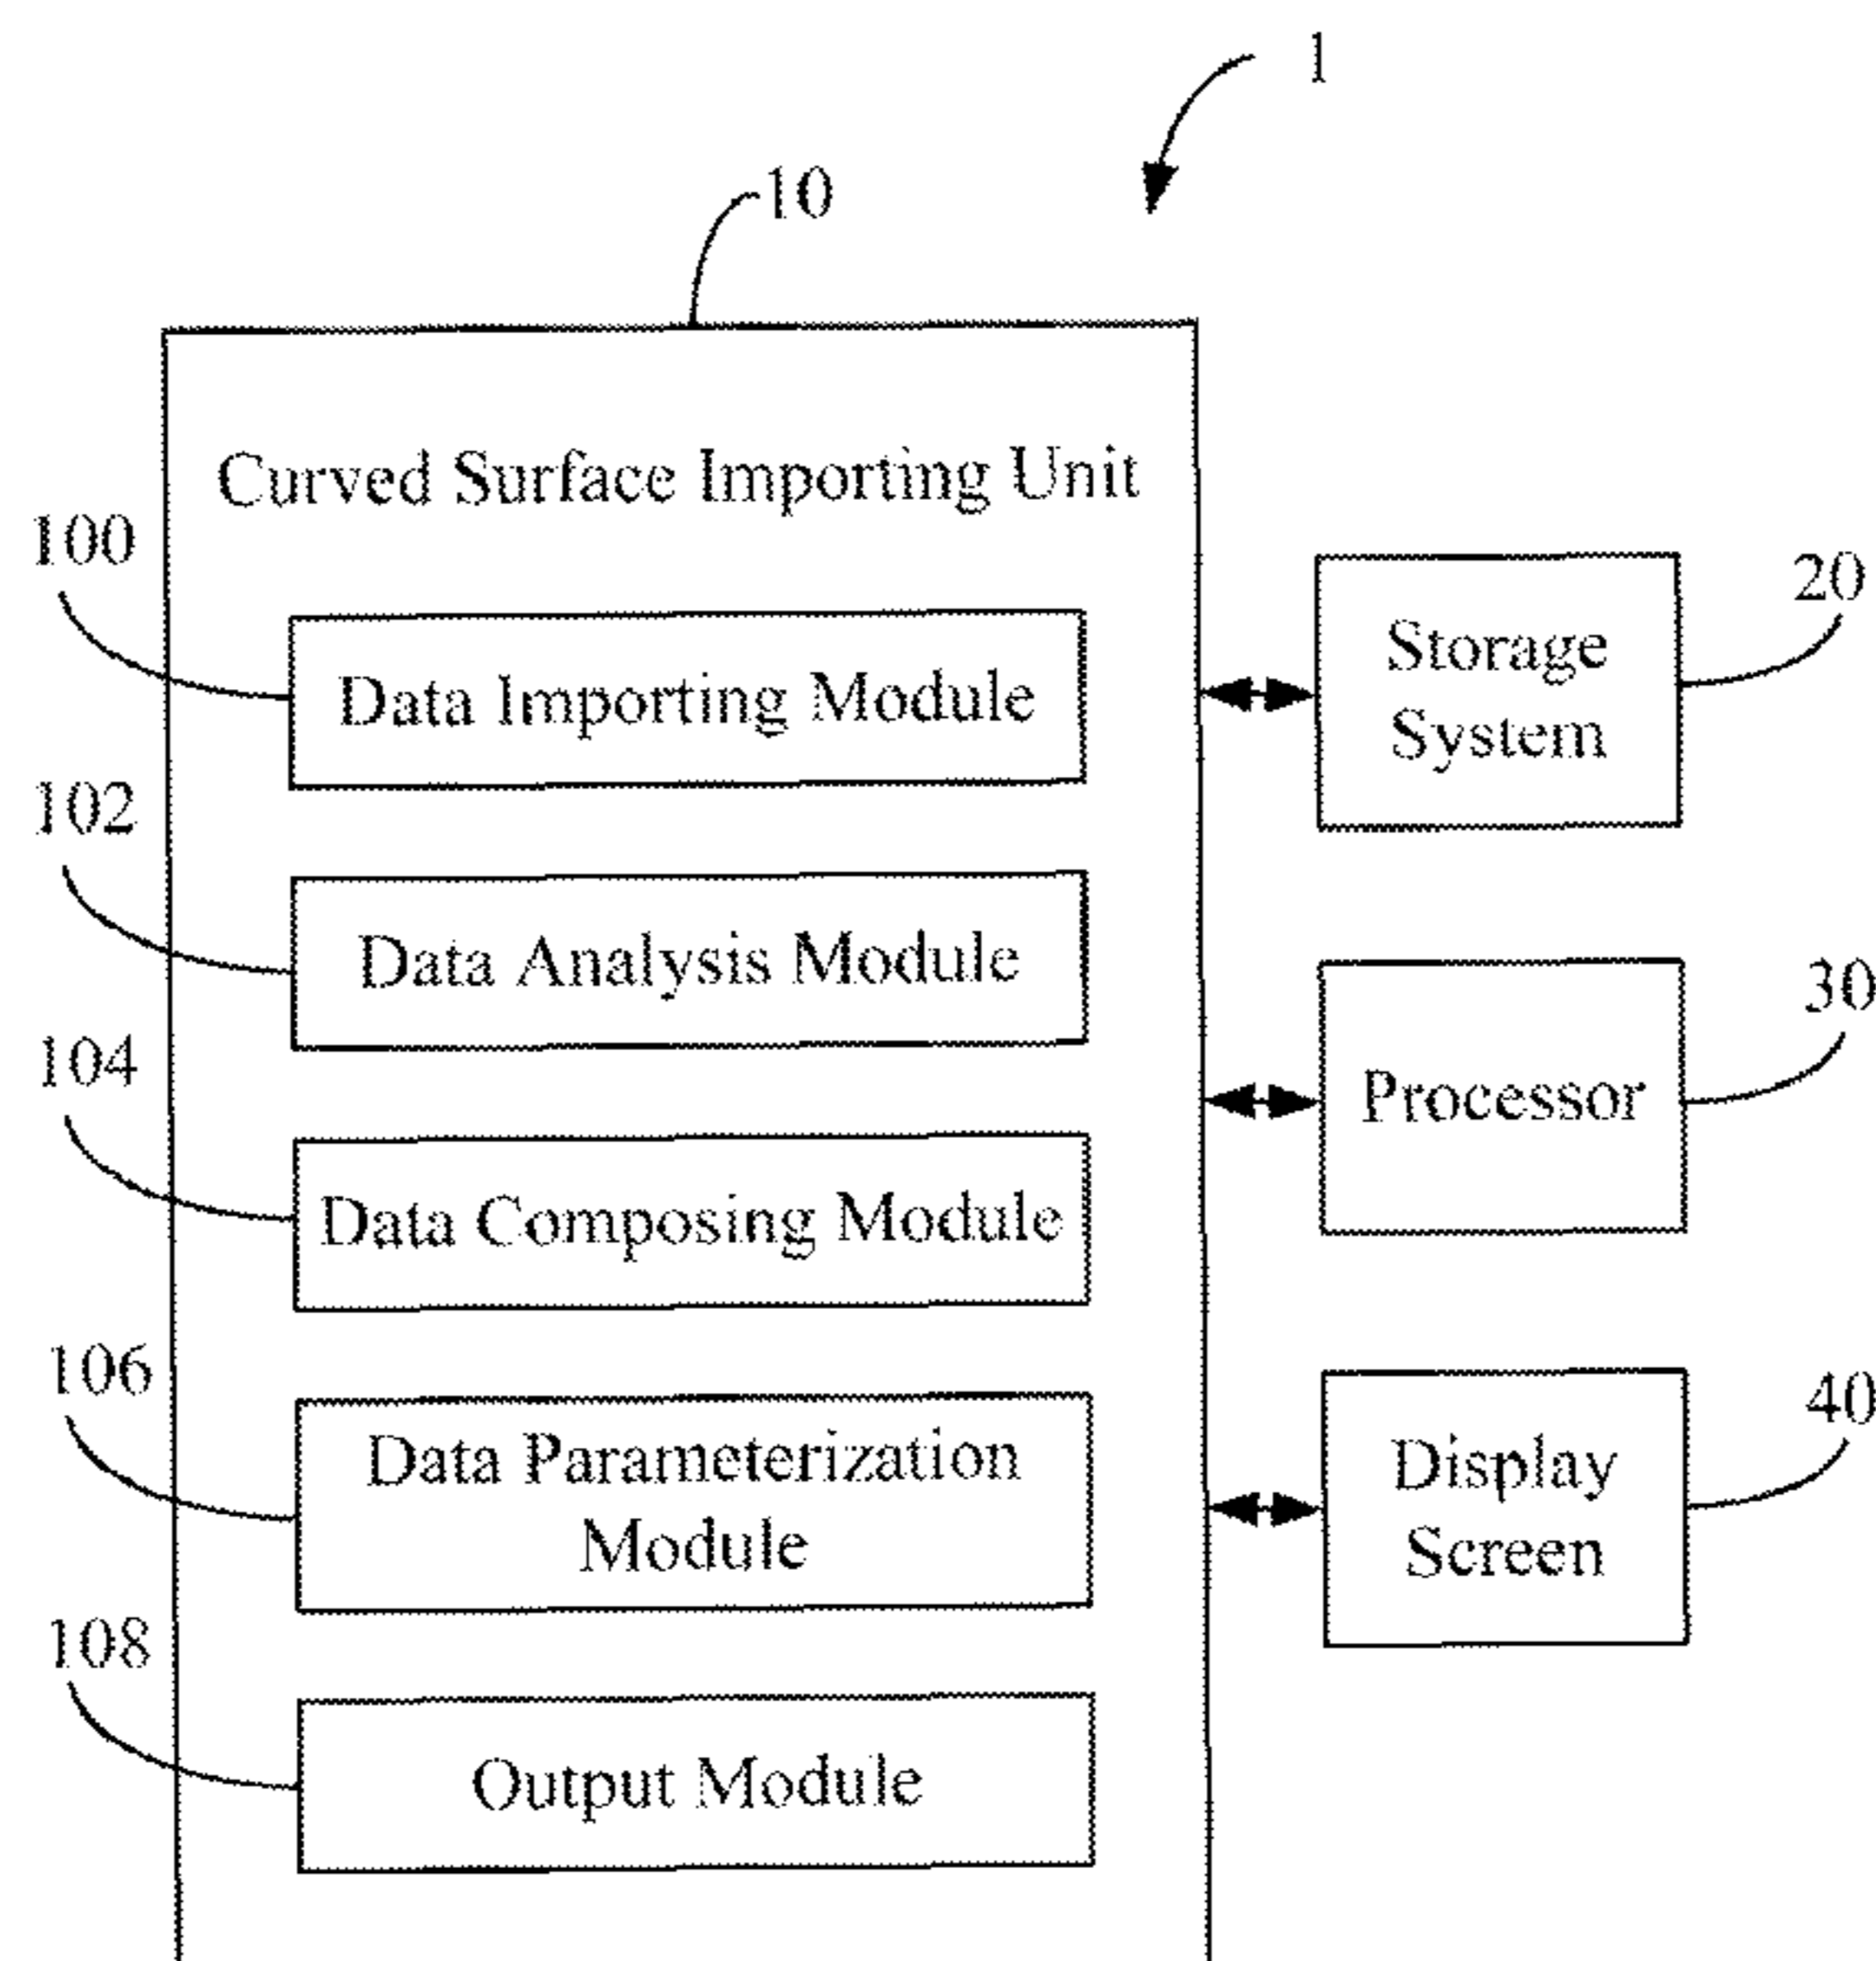 1
10
Curved Surface Importing Unit
100
Data Importing Module
Storage
System
20
102
Data Analysis Module
Processor
30
104
Data Composing Module
106
Data Parameterization
Module
Display
Screen
40
108
Output Module